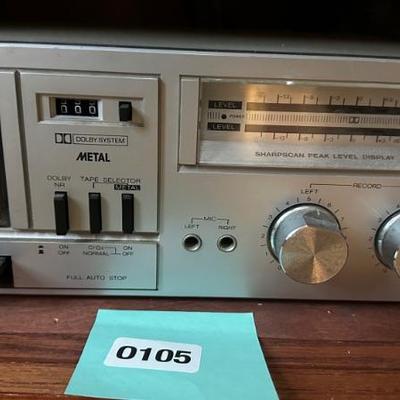 000
DOLBY SYSTEM
METAL
DOLBY NR
TAPE SELECTOR
METAL
ON
OFF
CrO₂
NORMAL
ON
OFF
FULL AUTO STOP
LEVEL
POWER
LEVEL
SHARPSCAN PEAK LEVEL DISPLAY
MIC
LEFT
RIGHT
LEFT
RECORD
0105